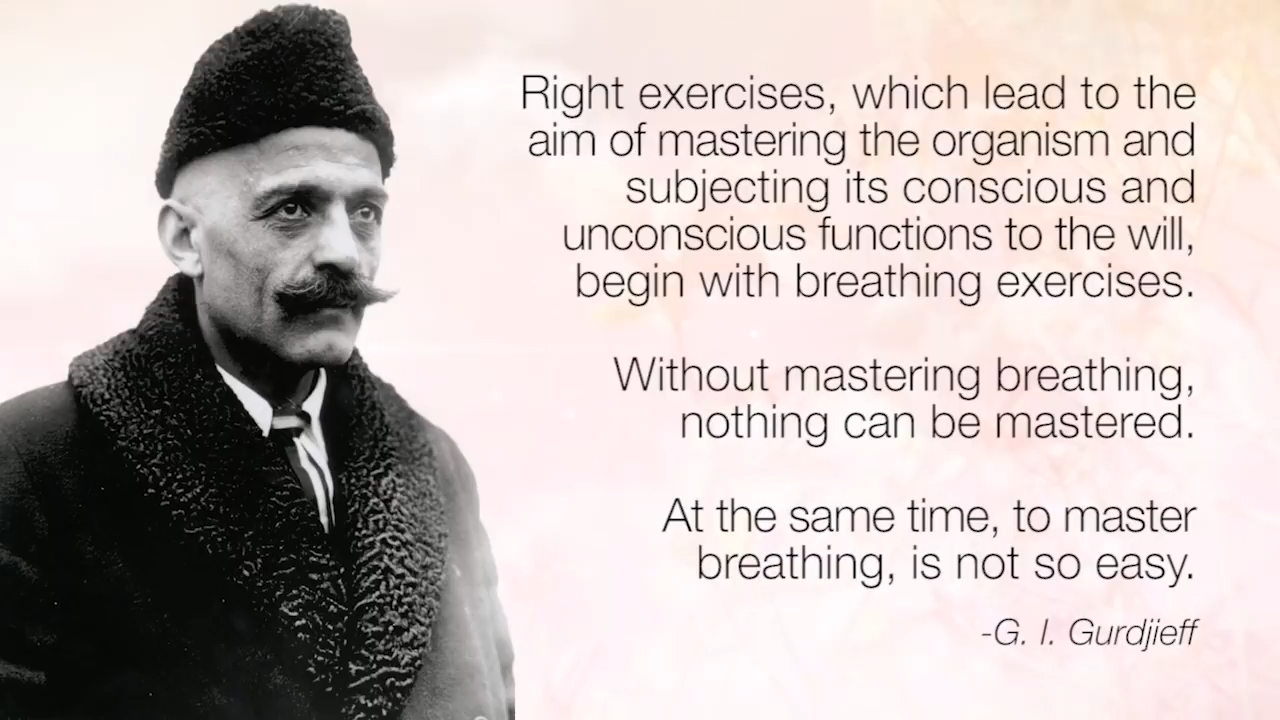 Right exercises, which lead to the
aim of mastering the organism and
subjecting its conscious and
unconscious functions to the will,
begin with breathing exercises.
Without mastering breathing,
nothing can be mastered.
At the same time, to master
breathing, is not so easy.
-G. I. Gurdjieff